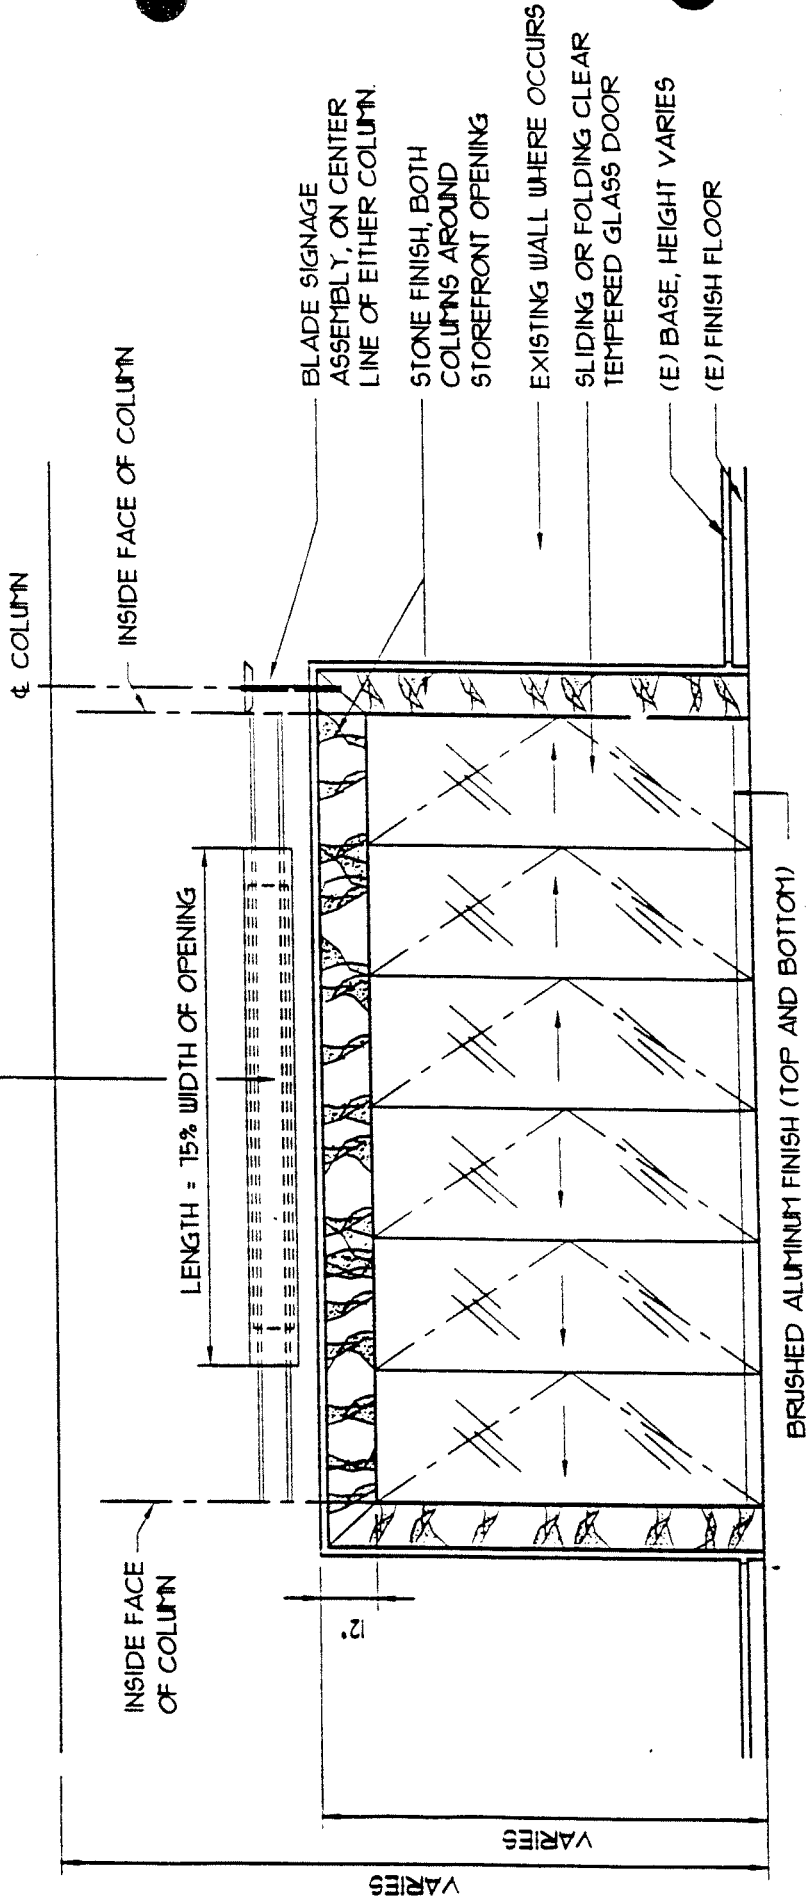 ℄ COLUMN
INSIDE FACE OF COLUMN
BLADE SIGNAGE
ASSEMBLY, ON CENTER
LINE OF EITHER COLUMN.
STONE FINISH, BOTH
COLUMNS AROUND
STOREFRONT OPENING
EXISTING WALL WHERE OCCURS
SLIDING OR FOLDING CLEAR
TEMPERED GLASS DOOR
(E) BASE, HEIGHT VARIES
(E) FINISH FLOOR
LENGTH = 75% WIDTH OF OPENING
INSIDE FACE
OF COLUMN
12"
VARIES
VARIES
BRUSHED ALUMINUM FINISH (TOP AND BOTTOM)